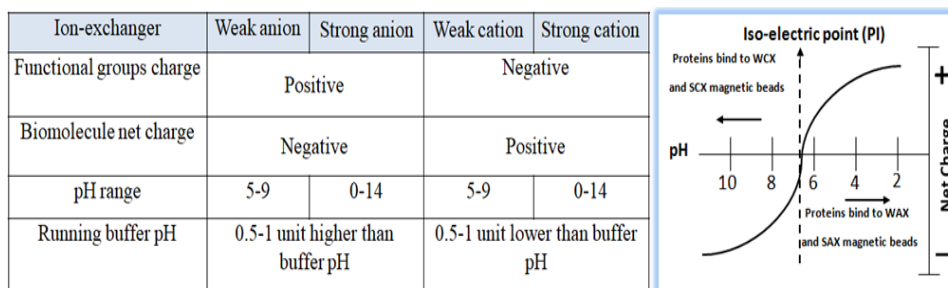 Ion-exchanger Weak anion Strong anion Weak cation Strong cation
Functional groups charge Positive Negative
Biomolecule net charge Negative Positive
pH range 5-9 0-14 5-9 0-14
Running buffer pH 0.5-1 unit higher than 0.5-1 unit lower than buffer
buffer pH pH
Iso-electric point (PI)
Proteins bind to WCX
and SCX magnetic beads
pH
10 8 6 4 2
Proteins bind to WAX
and SAX magnetic beads
+
Net Charge
-